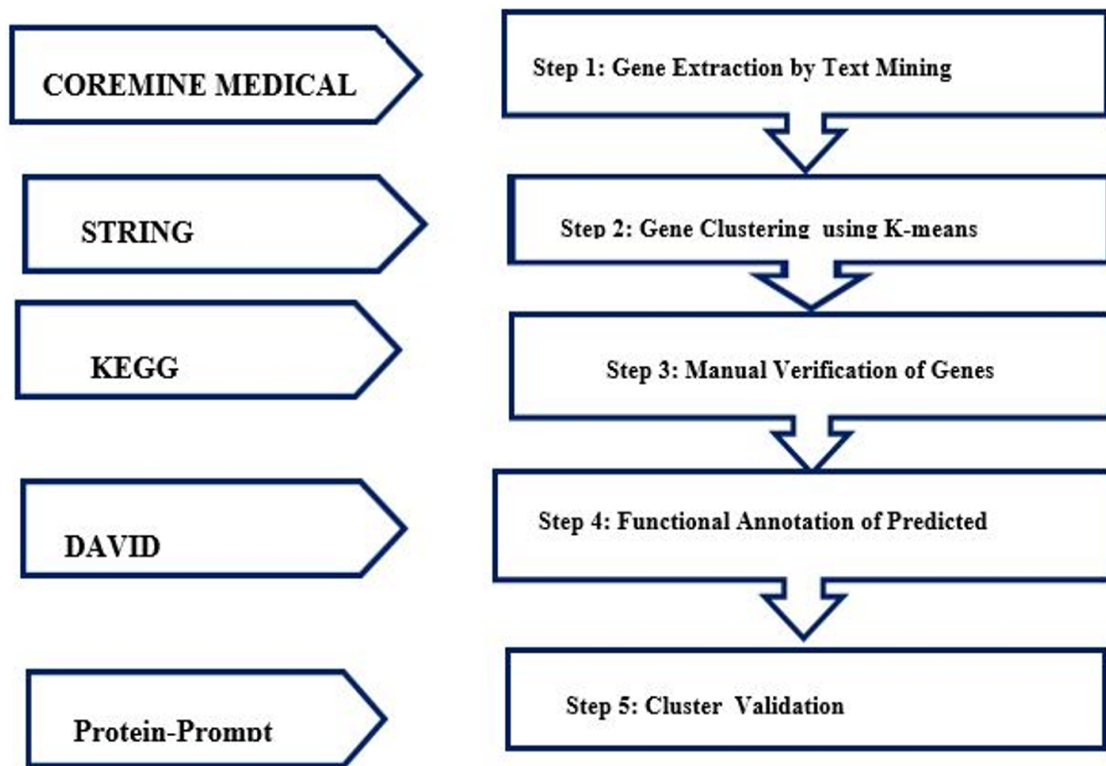 COREMINE MEDICAL
Step 1: Gene Extraction by Text Mining
STRING
Step 2: Gene Clustering using K-means
KEGG
Step 3: Manual Verification of Genes
DAVID
Step 4: Functional Annotation of Predicted
Protein-Prompt
Step 5: Cluster Validation